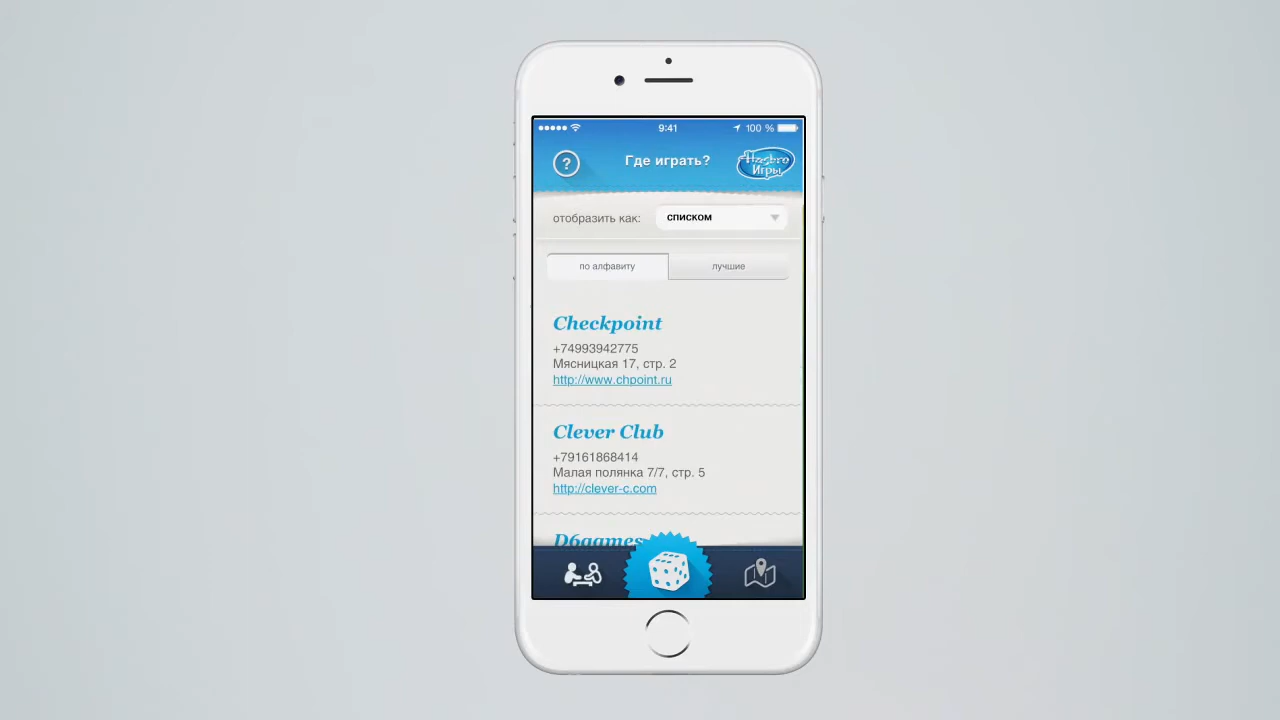 9:41
100 %
Где играть?
Hasbro
Игры
отобразить как:
списком
по алфавиту
лучшие
Checkpoint
+74993942775
Мясницкая 17, стр. 2
http://www.chpoint.ru
Clever Club
+79161868414
Малая полянка 7/7, стр. 5
http://clever-c.com
D6games